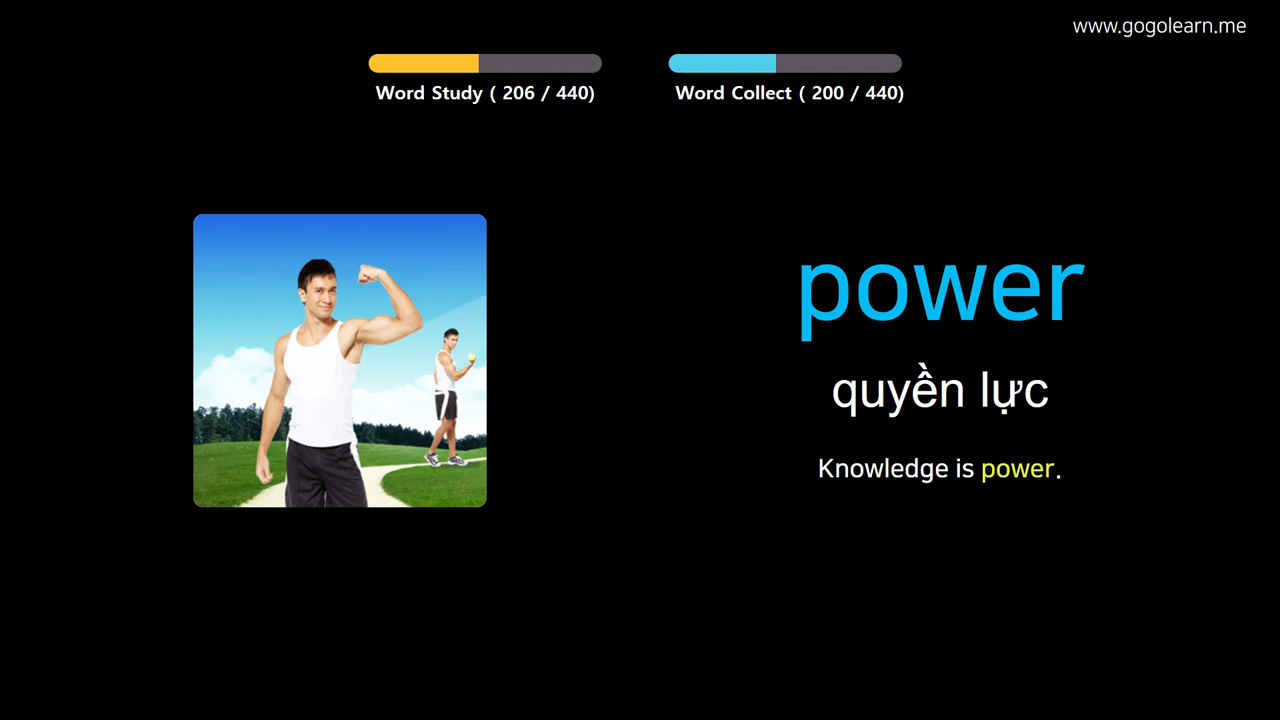 www.gogolearn.me
Word Study ( 206 / 440)
Word Collect ( 200 / 440)
power
quyền lực
Knowledge is power.